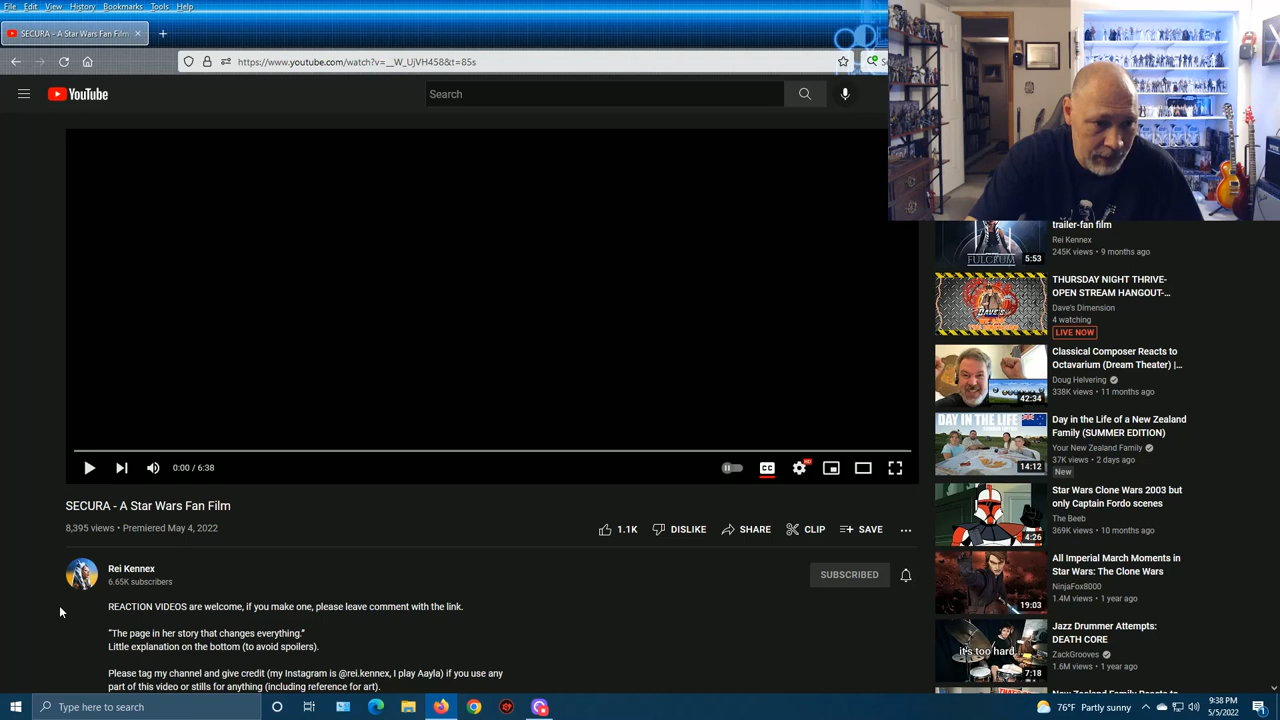 File Edit View History Bookmarks Tools Help
SECURA - A Star Wars Fan Film
https://www.youtube.com/watch?v=__W_UjVH458&t=85s
YouTube
Search
trailer-fan film
Rei Kennex
245K views • 9 months ago
FULCRUM
5:53
THURSDAY NIGHT THRIVE-
OPEN STREAM HANGOUT-...
Dave's Dimension
4 watching
LIVE NOW
DAVE'S
Classical Composer Reacts to
Octavarium (Dream Theater) |...
Doug Helvering
338K views • 11 months ago
42:34
DAY IN THE LIFE
Day in the Life of a New Zealand
Family (SUMMER EDITION)
Your New Zealand Family
37K views • 2 days ago
New
14:12
Star Wars Clone Wars 2003 but
only Captain Fordo scenes
The Beeb
369K views • 10 months ago
4:26
All Imperial March Moments in
Star Wars: The Clone Wars
NinjaFox8000
1.4M views • 1 year ago
19:03
Jazz Drummer Attempts:
DEATH CORE
ZackGrooves
1.6M views • 1 year ago
it's too hard...
7:18
New Zealand Family Reacts to
0:00 / 6:38
CC
HD
SECURA - A Star Wars Fan Film
8,395 views • Premiered May 4, 2022
1.1K DISLIKE SHARE CLIP SAVE ...
Rei Kennex
6.65K subscribers
SUBSCRIBED
REACTION VIDEOS are welcome, if you make one, please leave comment with the link.
"The page in her story that changes everything."
Little explanation on the bottom (to avoid spoilers).
Please tag my channel and give credit (my Instagram is @rei.kennex, I play Aayla) if you use any
part of this video or stills for anything (including reference for art).
Type here to search
76°F Partly sunny
9:38 PM
5/5/2022
1